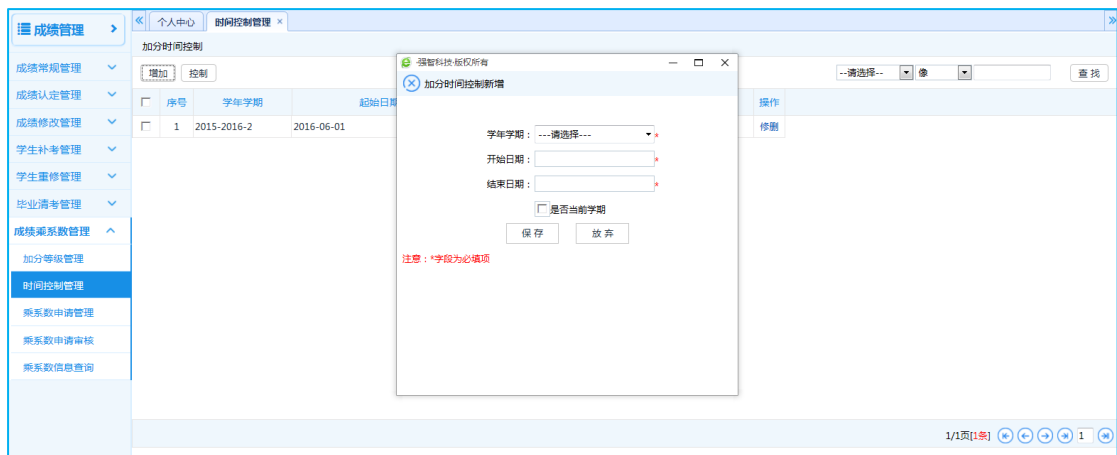 成绩管理
个人中心 时间控制管理 ×
加分时间控制
成绩常规管理
成绩认定管理
成绩修改管理
学生补考管理
学生重修管理
毕业清考管理
成绩乘系数管理
加分等级管理
时间控制管理
乘系数申请管理
乘系数申请审核
乘系数信息查询
增加 控制
--请选择-- 像 查 找
序号 学年学期 起始日期 操作
1 2015-2016-2 2016-06-01 修删
-强智科技-版权所有
加分时间控制新增
学年学期： ---请选择--- *
开始日期： *
结束日期： *
是否当前学期
保 存 放 弃
注意：*字段为必填项
1/1页[1条] 1